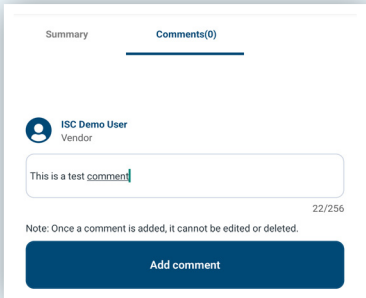 Summary
Comments(0)
ISC Demo User
Vendor
This is a test comment
22/256
Note: Once a comment is added, it cannot be edited or deleted.
Add comment